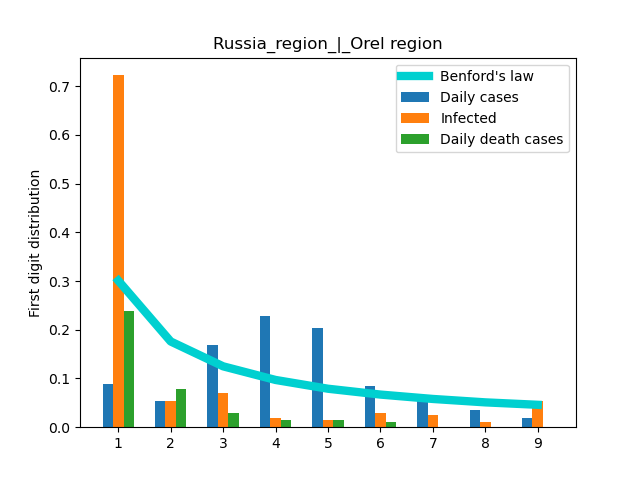 Russia_region_|_Orel region
Benford's law
Daily cases
Infected
Daily death cases
First digit distribution
0.7
0.6
0.5
0.4
0.3
0.2
0.1
0.0
1 2 3 4 5 6 7 8 9